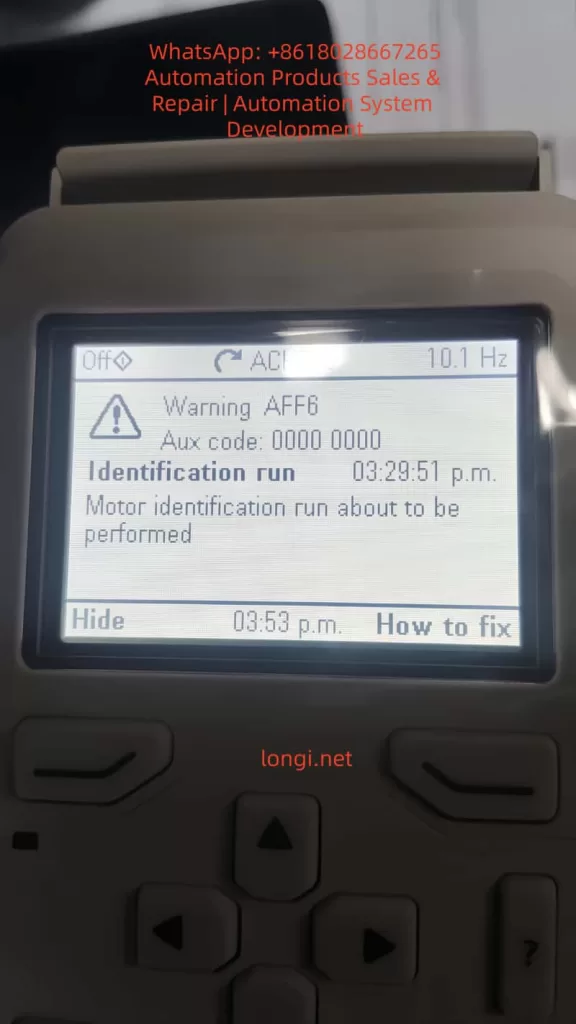 WhatsApp: +8618028667265
Automation Products Sales &
Repair | Automation System
Development
Off 10.1 Hz
Warning AFF6
Aux code: 0000 0000
Identification run 03:29:51 p.m.
Motor identification run about to be
performed
Hide 03:53 p.m. How to fix
longi.net
?